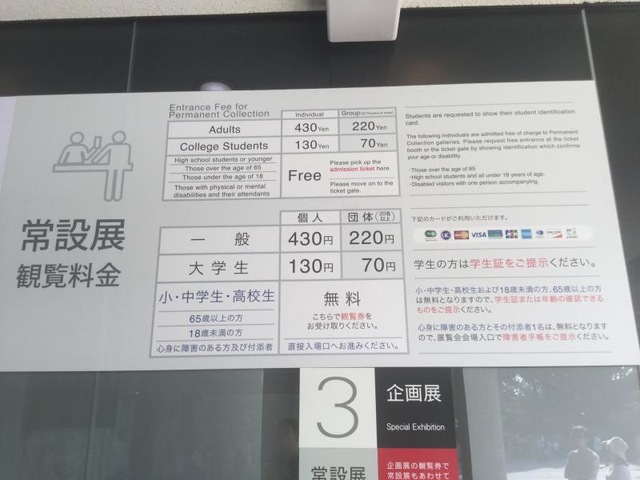 Entrance Fee for
Permanent Collection
Individual
Group
Adults
430Yen
220Yen
College Students
130Yen
70Yen
High school students or younger
Those over the age of 65
Those under the age of 18
Those with physical or mental
disabilities and their attendants
Free
Please pick up the
admission ticket here.
Please move on to the
ticket gate.
常設展
観覧料金
個人
団体(20名以上)
一般
430円
220円
大学生
130円
70円
小・中学生・高校生
65歳以上の方
18歳未満の方
心身に障害のある方及び付添者
無料
こちらで観覧券を
お受け取りください。
直接入場口へお進みください。
Students are requested to show their student identification
card.
The following individuals are admitted free of charge to Permanent
Collection galleries. Please request free entrance at the ticket
booth or the ticket gate by showing identification which confirms
your age or disability.
・Those over the age of 65
・High school students and all under 18 years of age.
・Disabled visitors with one person accompanying.
下記のカードがご利用いただけます。
VISA
JCB
学生の方は学生証をご提示ください。
小・中学生・高校生および18歳未満の方、65歳以上の方
は無料となりますので、学生証または年齢の確認できる
ものをご提示ください。
心身に障害のある方とその付添者1名は、無料となります
ので、展覧会会場入口で障害者手帳をご提示ください。
3
企画展
Special Exhibition
常設展
企画展の観覧券で
常設展もあわせて